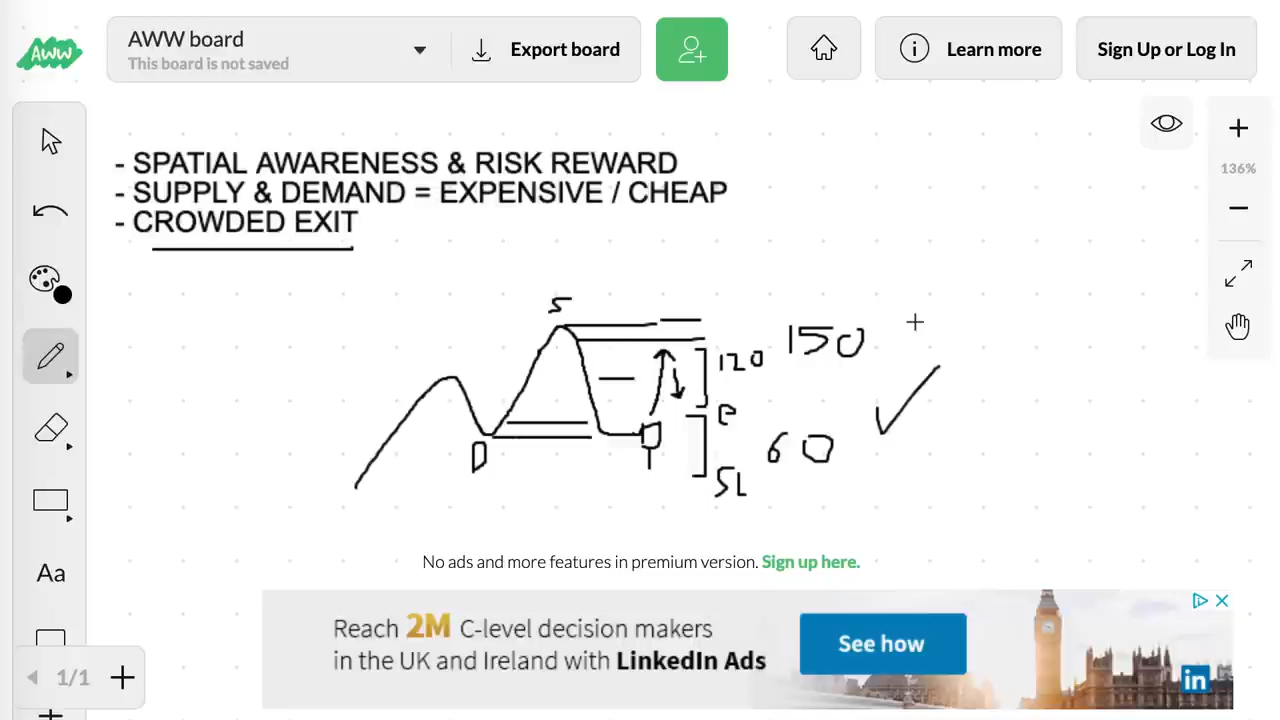 AWW
AWW board
This board is not saved
Export board
Learn more
Sign Up or Log In
136%
- SPATIAL AWARENESS & RISK REWARD
- SUPPLY & DEMAND = EXPENSIVE / CHEAP
- CROWDED EXIT
S
120
150
e
D
60
SL
Aa
No ads and more features in premium version. Sign up here.
Reach 2M C-level decision makers
in the UK and Ireland with LinkedIn Ads
See how
in
1/1